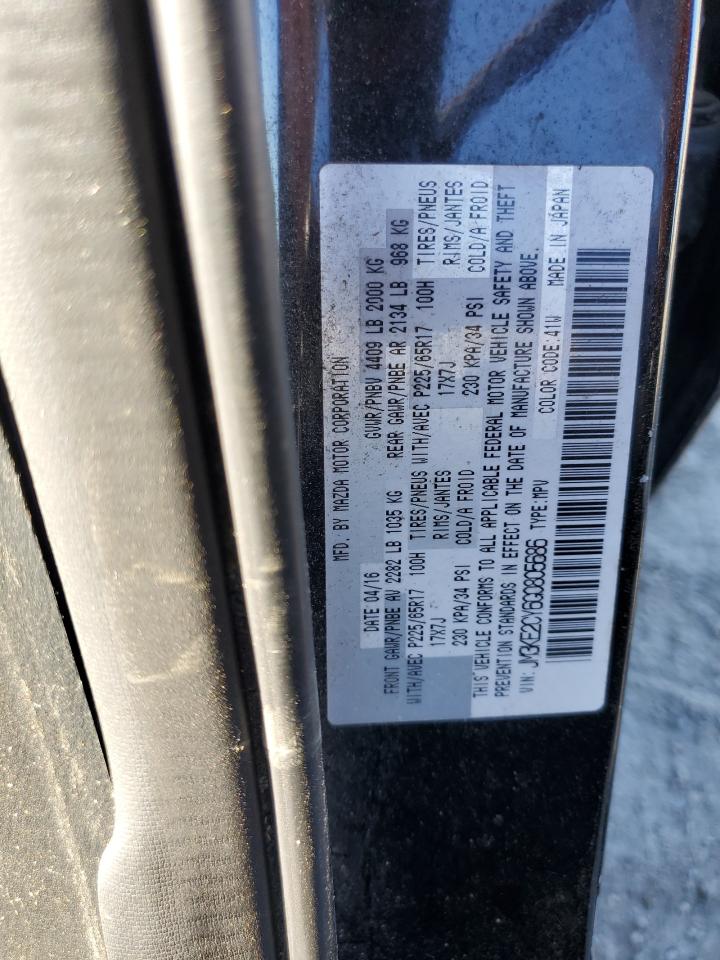 MFD. BY MAZDA MOTOR CORPORATION
DATE 04/16 GVWR/PNBV 4409 LB 2000 KG
FRONT GAWR/PNBE AV 2282 LB 1035 KG REAR GAWR/PNBE AR 2134 LB 968 KG
WITH/AVEC P225/65R17 100H TIRES/PNEUS WITH/AVEC P225/65R17 100H TIRES/PNEUS
17X7J RIMS/JANTES 17X7J RIMS/JANTES
230 KPA/34 PSI COLD/A FROID 230 KPA/34 PSI COLD/A FROID
THIS VEHICLE CONFORMS TO ALL APPLICABLE FEDERAL MOTOR VEHICLE SAFETY AND THEFT
PREVENTION STANDARDS IN EFFECT ON THE DATE OF MANUFACTURE SHOWN ABOVE.
VIN: JM3KE2CY6G0805686 TYPE:MPV COLOR CODE:41W MADE IN JAPAN